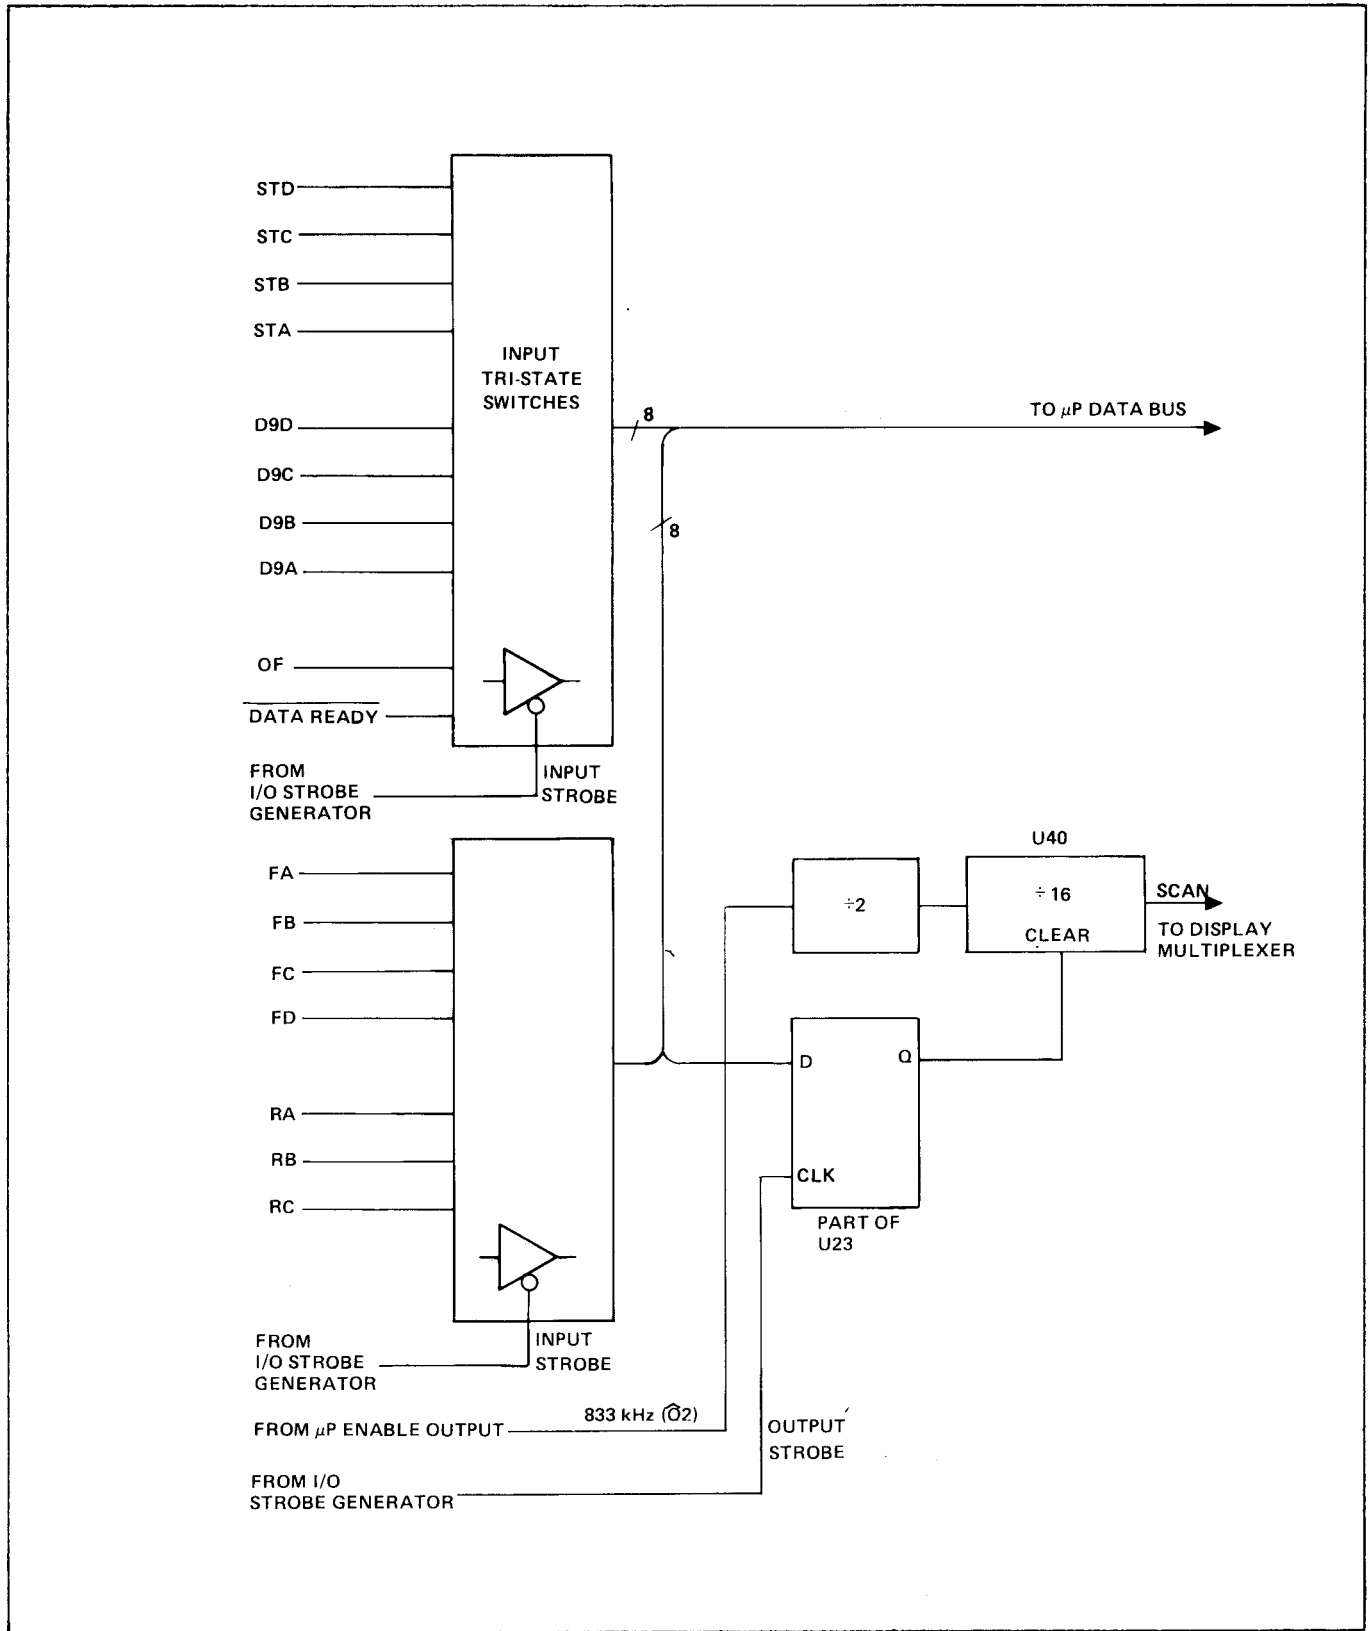 STD
STC
STB
STA
INPUT
TRI-STATE
SWITCHES
8
TO μP DATA BUS
D9D
D9C
D9B
D9A
8
OF
DATA READY
FROM
I/O STROBE
GENERATOR
INPUT
STROBE
U40
FA
FB
FC
FD
÷2
÷16
CLEAR
SCAN
TO DISPLAY
MULTIPLEXER
D
Q
CLK
PART OF
U23
RA
RB
RC
FROM
I/O STROBE
GENERATOR
INPUT
STROBE
FROM μP ENABLE OUTPUT
833 kHz (Ô2)
OUTPUT
STROBE
FROM I/O
STROBE GENERATOR